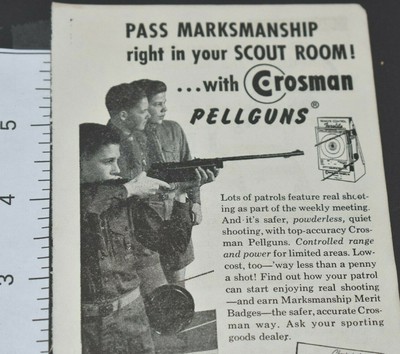 PASS MARKSMANSHIP
right in your SCOUT ROOM!
...with Crosman
PELLGUNS®
Lots of patrols feature real shoot-
ing as part of the weekly meeting.
And it's safer, powderless, quiet
shooting, with top-accuracy Cros-
man Pellguns. Controlled range
and power for limited areas. Low-
cost, too—'way less than a penny
a shot! Find out how your patrol
can start enjoying real shooting
—and earn Marksmanship Merit
Badges—the safer, accurate Cros-
man way. Ask your sporting
goods dealer.
5
4
3